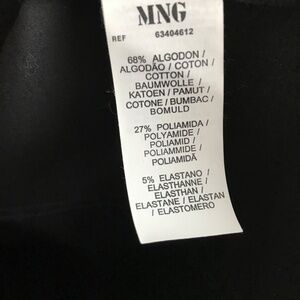 MNG
REF 63404612
68% ALGODON /
ALGODÃO / COTON /
COTTON /
BAUMWOLLE /
KATOEN / PAMUT /
COTONE / BUMBAC /
BOMULD
27% POLIAMIDA /
POLYAMIDE /
POLIAMID /
POLIAMMIDE /
POLIAMIDĂ
5% ELASTANO /
ELASTHANNE /
ELASTHAN /
ELASTANE / ELASTAN
/ ELASTOMERO